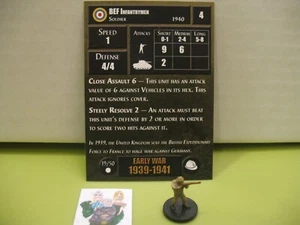 BEF Infantrymen
Soldier 1940 4
Speed 1
Attacks Short 0-1 Medium 2-4 Long 5-8
9 6
2
Defense 4/4
Close Assault 6 — This unit has an attack
value of 6 against Vehicles in its hex. This
attack ignores cover.
Steely Resolve 2 — An attack must beat
this unit's defense by 2 or more in order
to score two hits against it.
In 1939, the United Kingdom sent the British Expeditionary
Force to France to wage war against Germany.
19/50 EARLY WAR
1939-1941